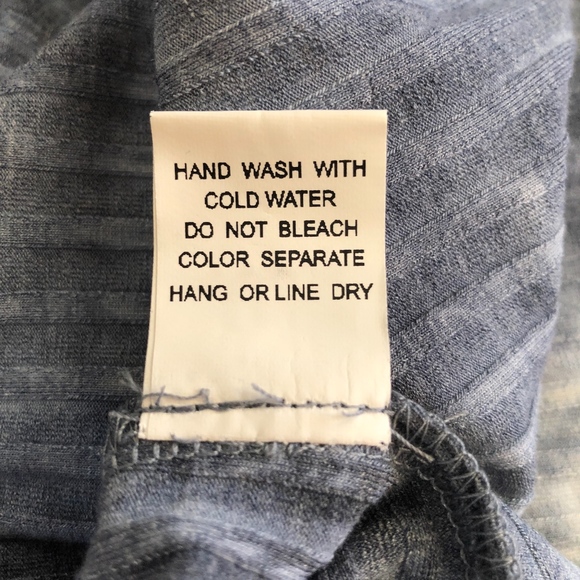 HAND WASH WITH
COLD WATER
DO NOT BLEACH
COLOR SEPARATE
HANG OR LINE DRY